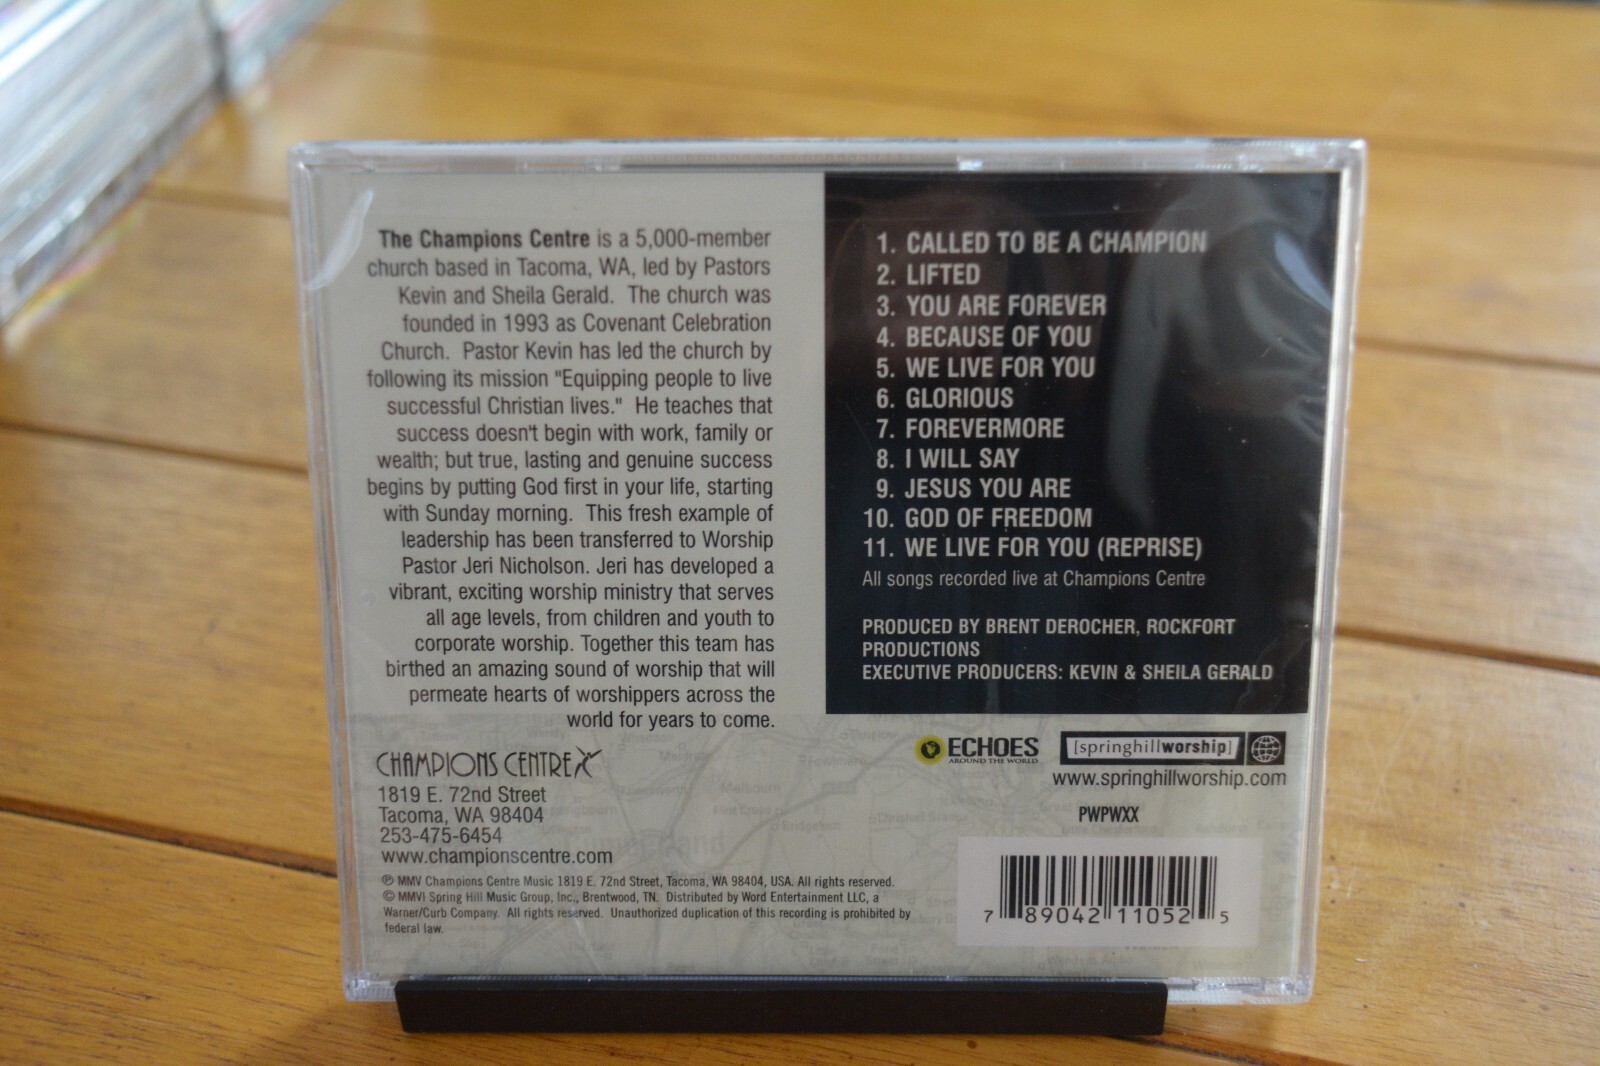 The Champions Centre is a 5,000-member
church based in Tacoma, WA, led by Pastors
Kevin and Sheila Gerald. The church was
founded in 1993 as Covenant Celebration
Church. Pastor Kevin has led the church by
following its mission "Equipping people to live
successful Christian lives." He teaches that
success doesn't begin with work, family or
wealth; but true, lasting and genuine success
begins by putting God first in your life, starting
with Sunday morning. This fresh example of
leadership has been transferred to Worship
Pastor Jeri Nicholson. Jeri has developed a
vibrant, exciting worship ministry that serves
all age levels, from children and youth to
corporate worship. Together this team has
birthed an amazing sound of worship that will
permeate hearts of worshippers across the
world for years to come.
CHAMPIONS CENTRE
1819 E. 72nd Street
Tacoma, WA 98404
253-475-6454
www.championscentre.com
℗ MMV Champions Centre Music 1819 E. 72nd Street, Tacoma, WA 98404, USA. All rights reserved.
© MMVI Spring Hill Music Group, Inc., Brentwood, TN. Distributed by Word Entertainment LLC, a
Warner/Curb Company. All rights reserved. Unauthorized duplication of this recording is prohibited by
federal law.
1. CALLED TO BE A CHAMPION
2. LIFTED
3. YOU ARE FOREVER
4. BECAUSE OF YOU
5. WE LIVE FOR YOU
6. GLORIOUS
7. FOREVERMORE
8. I WILL SAY
9. JESUS YOU ARE
10. GOD OF FREEDOM
11. WE LIVE FOR YOU (REPRISE)
All songs recorded live at Champions Centre
PRODUCED BY BRENT DEROCHER, ROCKFORT
PRODUCTIONS
EXECUTIVE PRODUCERS: KEVIN & SHEILA GERALD
ECHOES
AROUND THE WORLD
[springhillworship]
www.springhillworship.com
PWPWXX
7 89042 11052 5